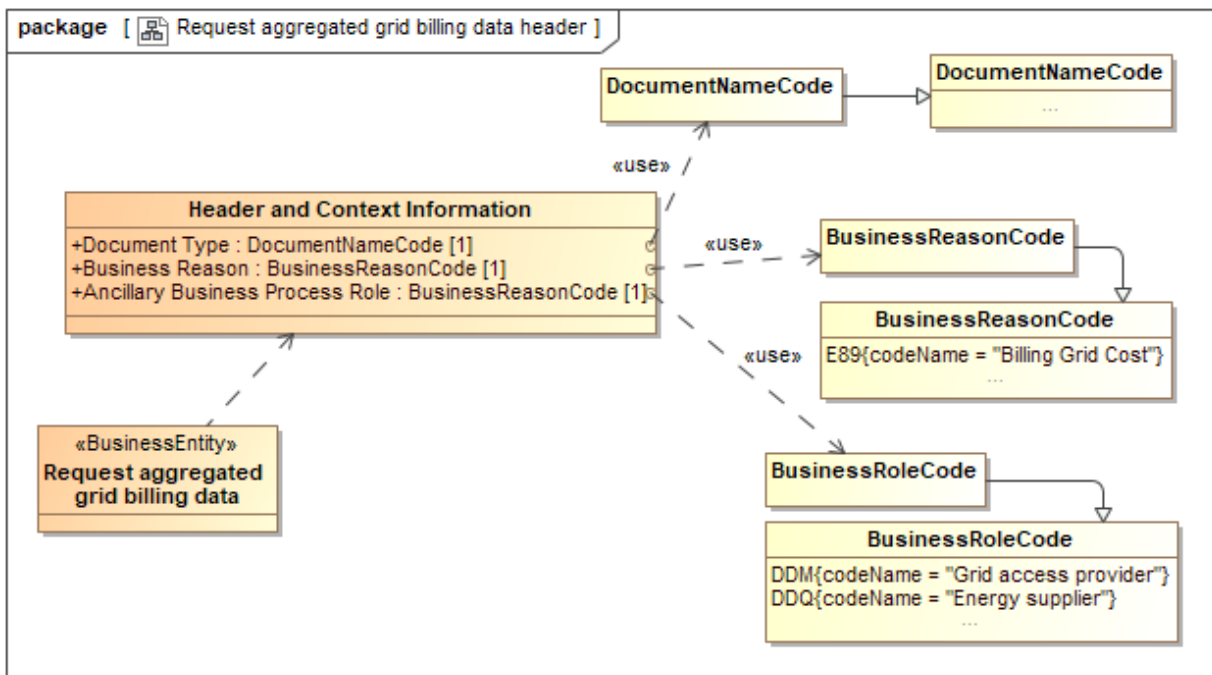 package [ Request aggregated grid billing data header ]
DocumentNameCode
DocumentNameCode
...
«use»
Header and Context Information
+Document Type : DocumentNameCode [1]
+Business Reason : BusinessReasonCode [1]
+Ancillary Business Process Role : BusinessReasonCode [1]
«use»
BusinessReasonCode
BusinessReasonCode
E89{codeName = "Billing Grid Cost"}
...
«use»
«BusinessEntity»
Request aggregated
grid billing data
BusinessRoleCode
BusinessRoleCode
DDM{codeName = "Grid access provider"}
DDQ{codeName = "Energy supplier"}
...